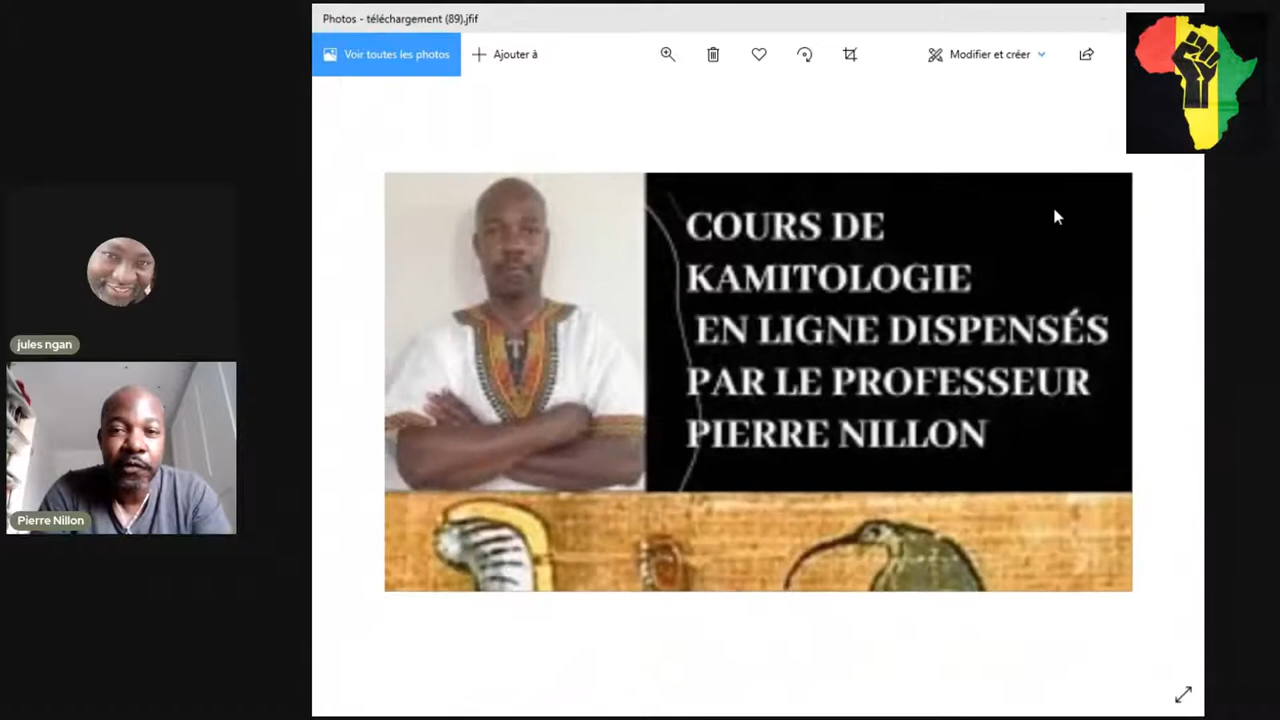 Photos - téléchargement (89).jfif
Voir toutes les photos
Ajouter à
Modifier et créer
COURS DE
KAMITOLOGIE
EN LIGNE DISPENSÉS
PAR LE PROFESSEUR
PIERRE NILLON
jules ngan
Pierre Nillon